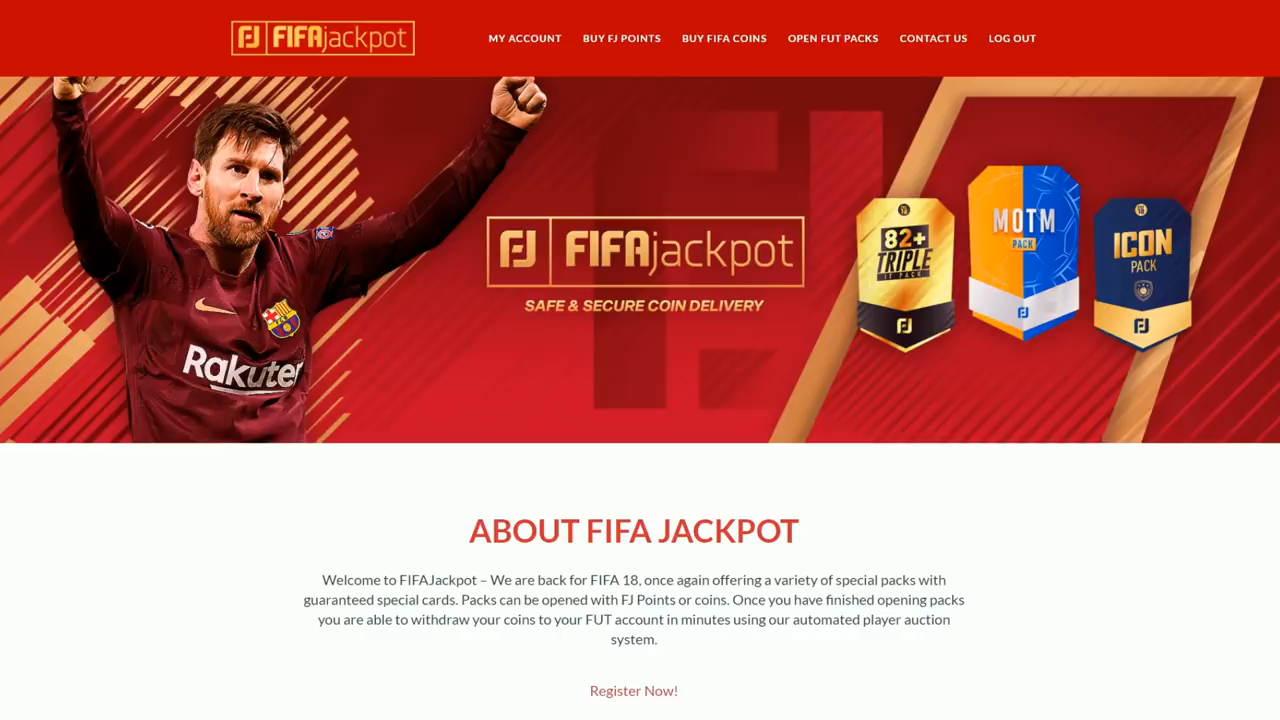 FJ FIFAjackpot
MY ACCOUNT BUY FJ POINTS BUY FIFA COINS OPEN FUT PACKS CONTACT US LOG OUT
FJ FIFAjackpot
SAFE & SECURE COIN DELIVERY
Rakuten
82+
TRIPLE
IF PACK
FJ
MOTM
PACK
FJ
ICON
PACK
FJ
ABOUT FIFA JACKPOT
Welcome to FIFAJackpot – We are back for FIFA 18, once again offering a variety of special packs with
guaranteed special cards. Packs can be opened with FJ Points or coins. Once you have finished opening packs
you are able to withdraw your coins to your FUT account in minutes using our automated player auction
system.
Register Now!